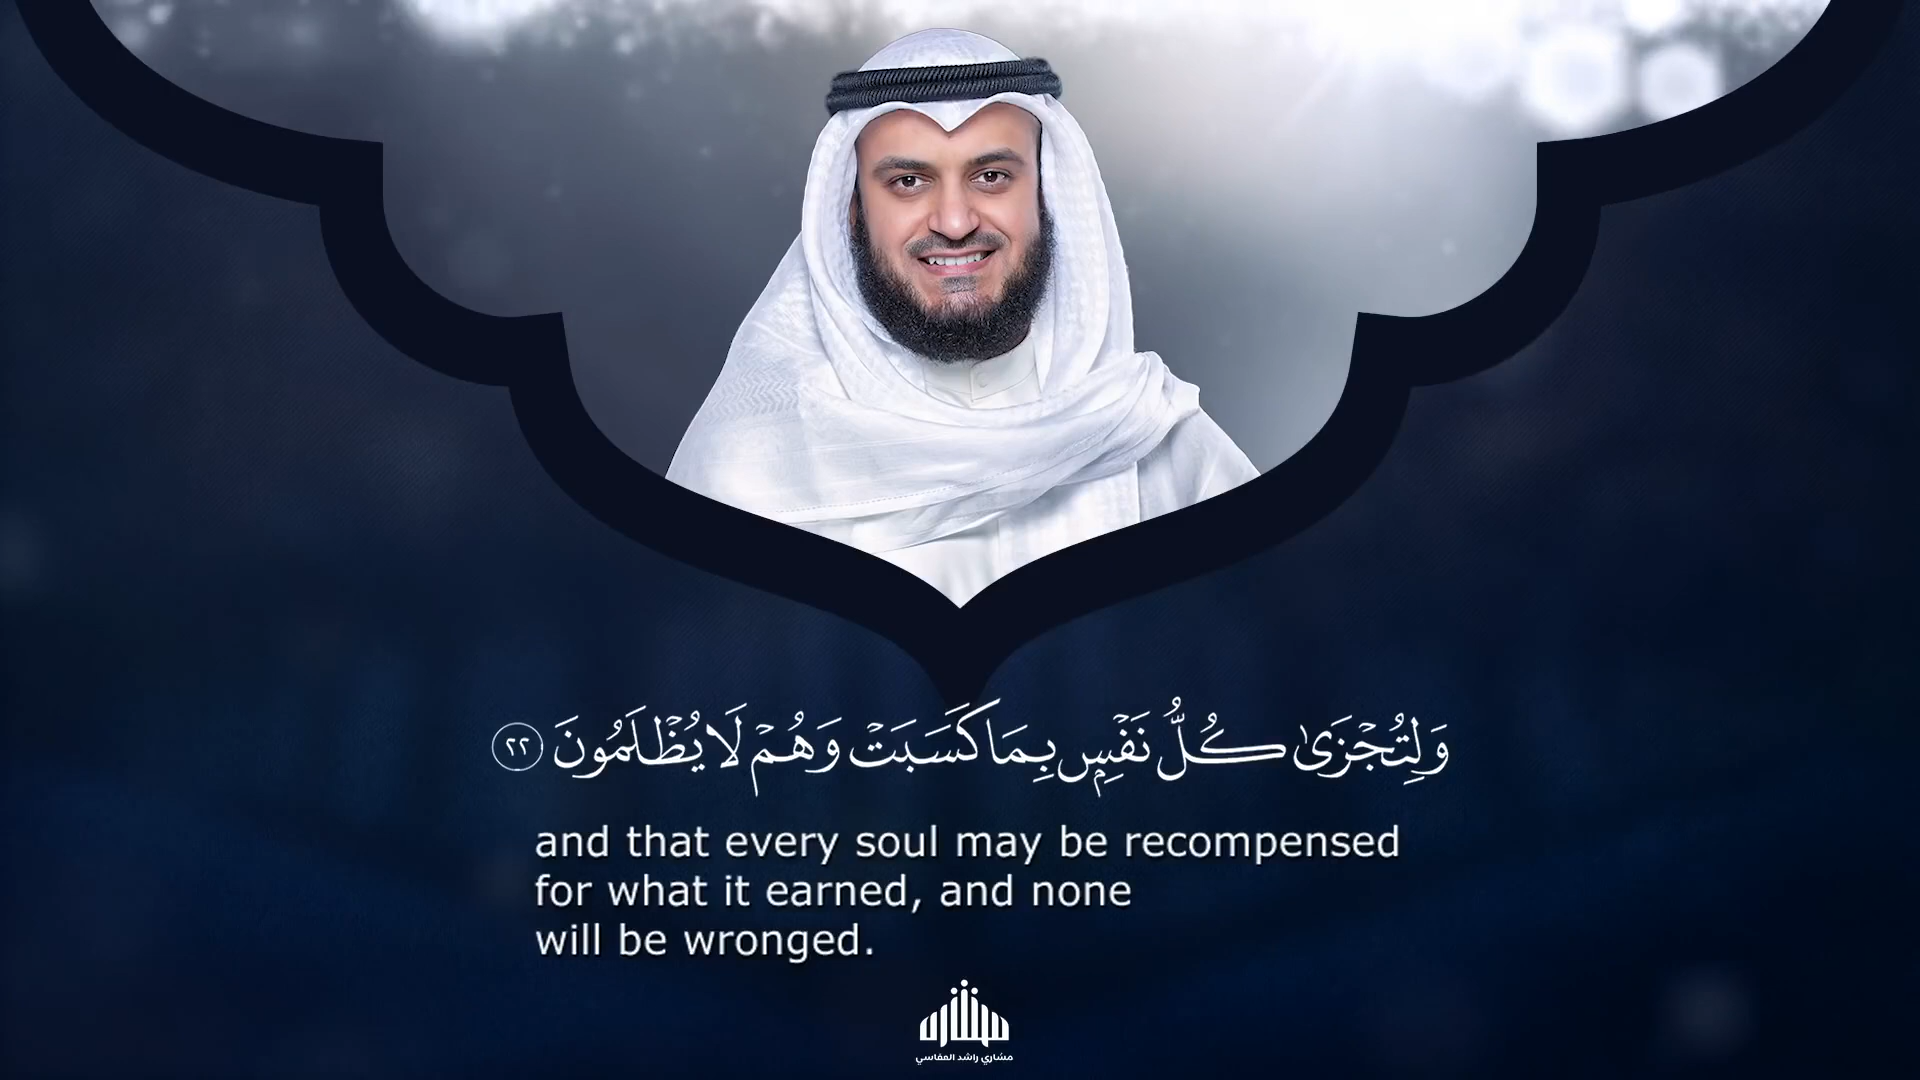 وَلِتُجْزَىٰ كُلُّ نَفْسٍۭ بِمَا كَسَبَتْ وَهُمْ لَا يُظْلَمُونَ ٢٢
and that every soul may be recompensed
for what it earned, and none
will be wronged.
مشاري
مشاري راشد العفاسي